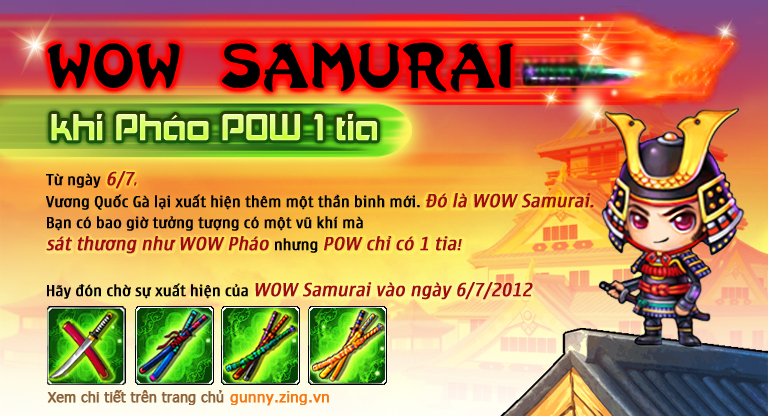 WOW SAMURAI
khi Pháo POW 1 tia
Từ ngày 6/7.
Vương Quốc Gà lại xuất hiện thêm một thần binh mới. Đó là WOW Samurai.
Bạn có bao giờ tưởng tượng có một vũ khí mà
sát thương như WOW Pháo nhưng POW chỉ có 1 tia!
Hãy đón chờ sự xuất hiện của WOW Samurai vào ngày 6/7/2012
Xem chi tiết trên trang chủ gunny.zing.vn